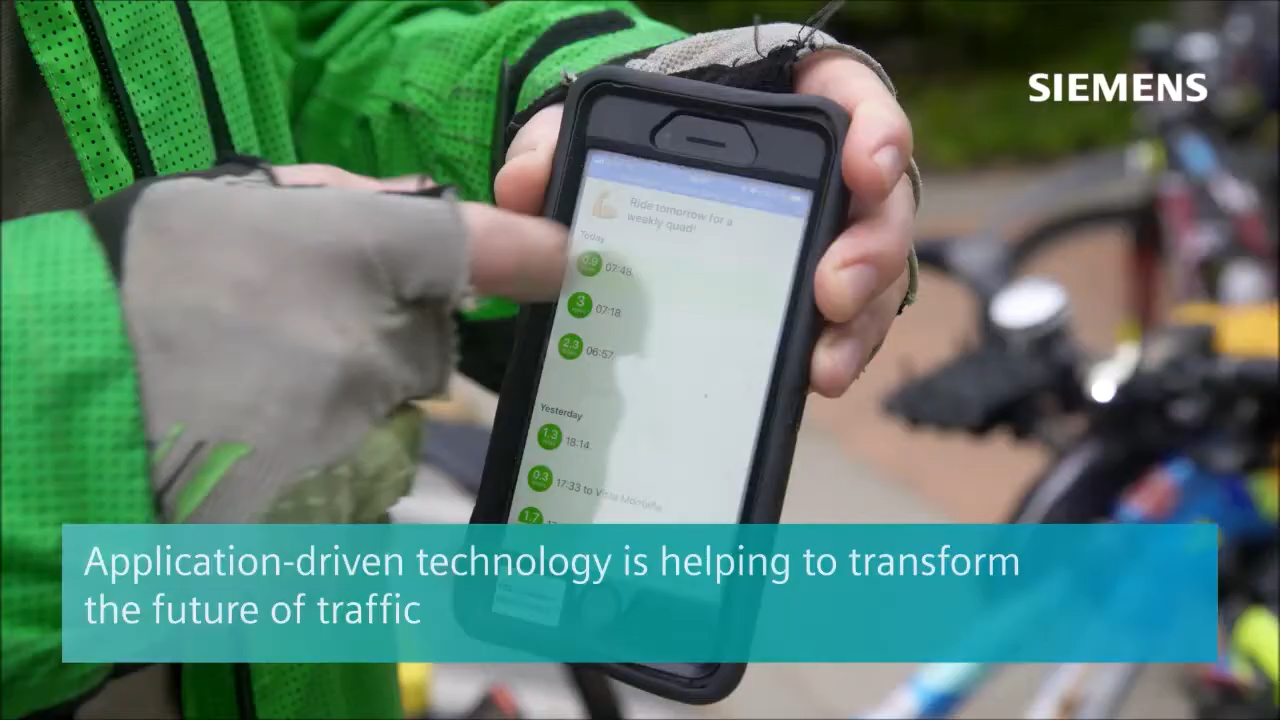 SIEMENS
Ride tomorrow for a
weekly quad!
Today
0.9 07:48
3 07:18
2.3 06:57
Yesterday
1.3 18:14
0.3 17:33 to Vista Montaña
1.7
Application-driven technology is helping to transform
the future of traffic